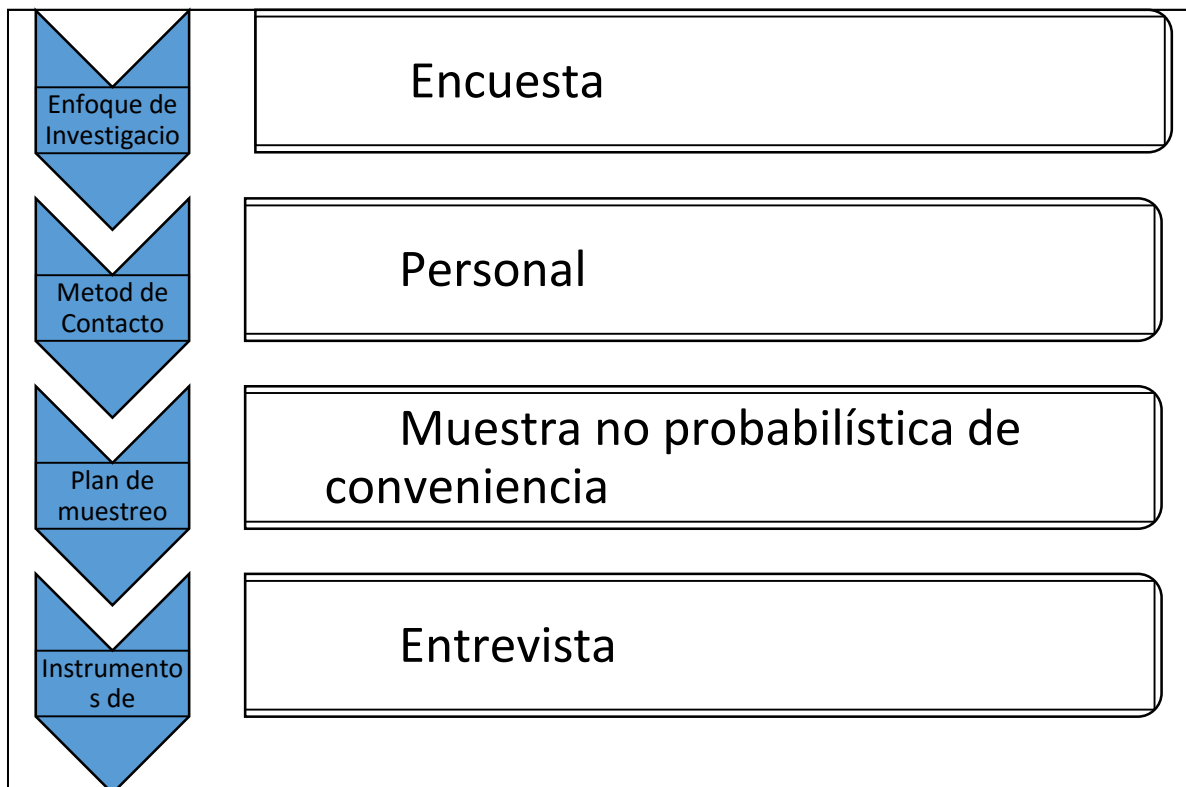 Enfoque de
Investigacio
Encuesta
Metod de
Contacto
Personal
Plan de
muestreo
Muestra no probabilística de
conveniencia
Instrumento
s de
Entrevista